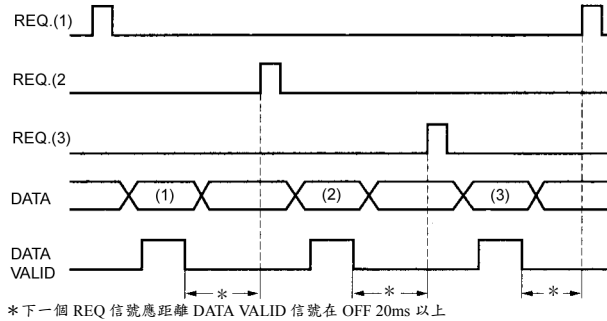 REQ.(1)
REQ.(2
REQ.(3)
DATA (1) (2) (3)
DATA
VALID
* * *
*下一個 REQ 信號應距離 DATA VALID 信號在 OFF 20ms 以上